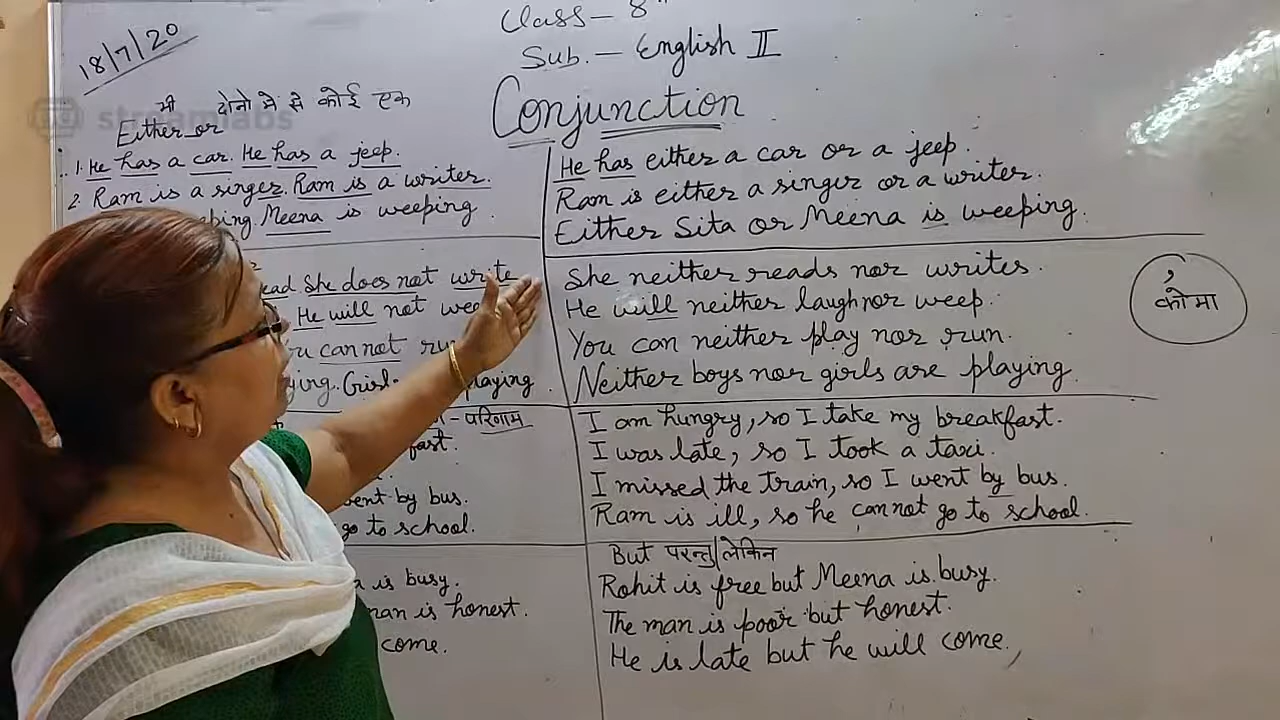 18/7/20
Class - 8th
Sub. - English II
Conjunction
streamlabs
भी दोनो में से कोई एक
Either or
1. He has a car. He has a jeep.
2. Ram is a singer. Ram is a writer.
Meena is weeping.
He has either a car or a jeep.
Ram is either a singer or a writer.
Either Sita or Meena is weeping.
She does not write
He will not
You cannot
playing
She neither reads nor writes.
He will neither laugh nor weep.
You can neither play nor run.
Neither boys nor girls are playing.
, कोमा
- परिणाम
went by bus.
go to school.
I am hungry, so I take my breakfast.
I was late, so I took a taxi.
I missed the train, so I went by bus.
Ram is ill, so he cannot go to school.
is busy.
man is honest.
come.
But परन्तु/लेकिन
Rohit is free but Meena is busy.
The man is poor but honest.
He is late but he will come.